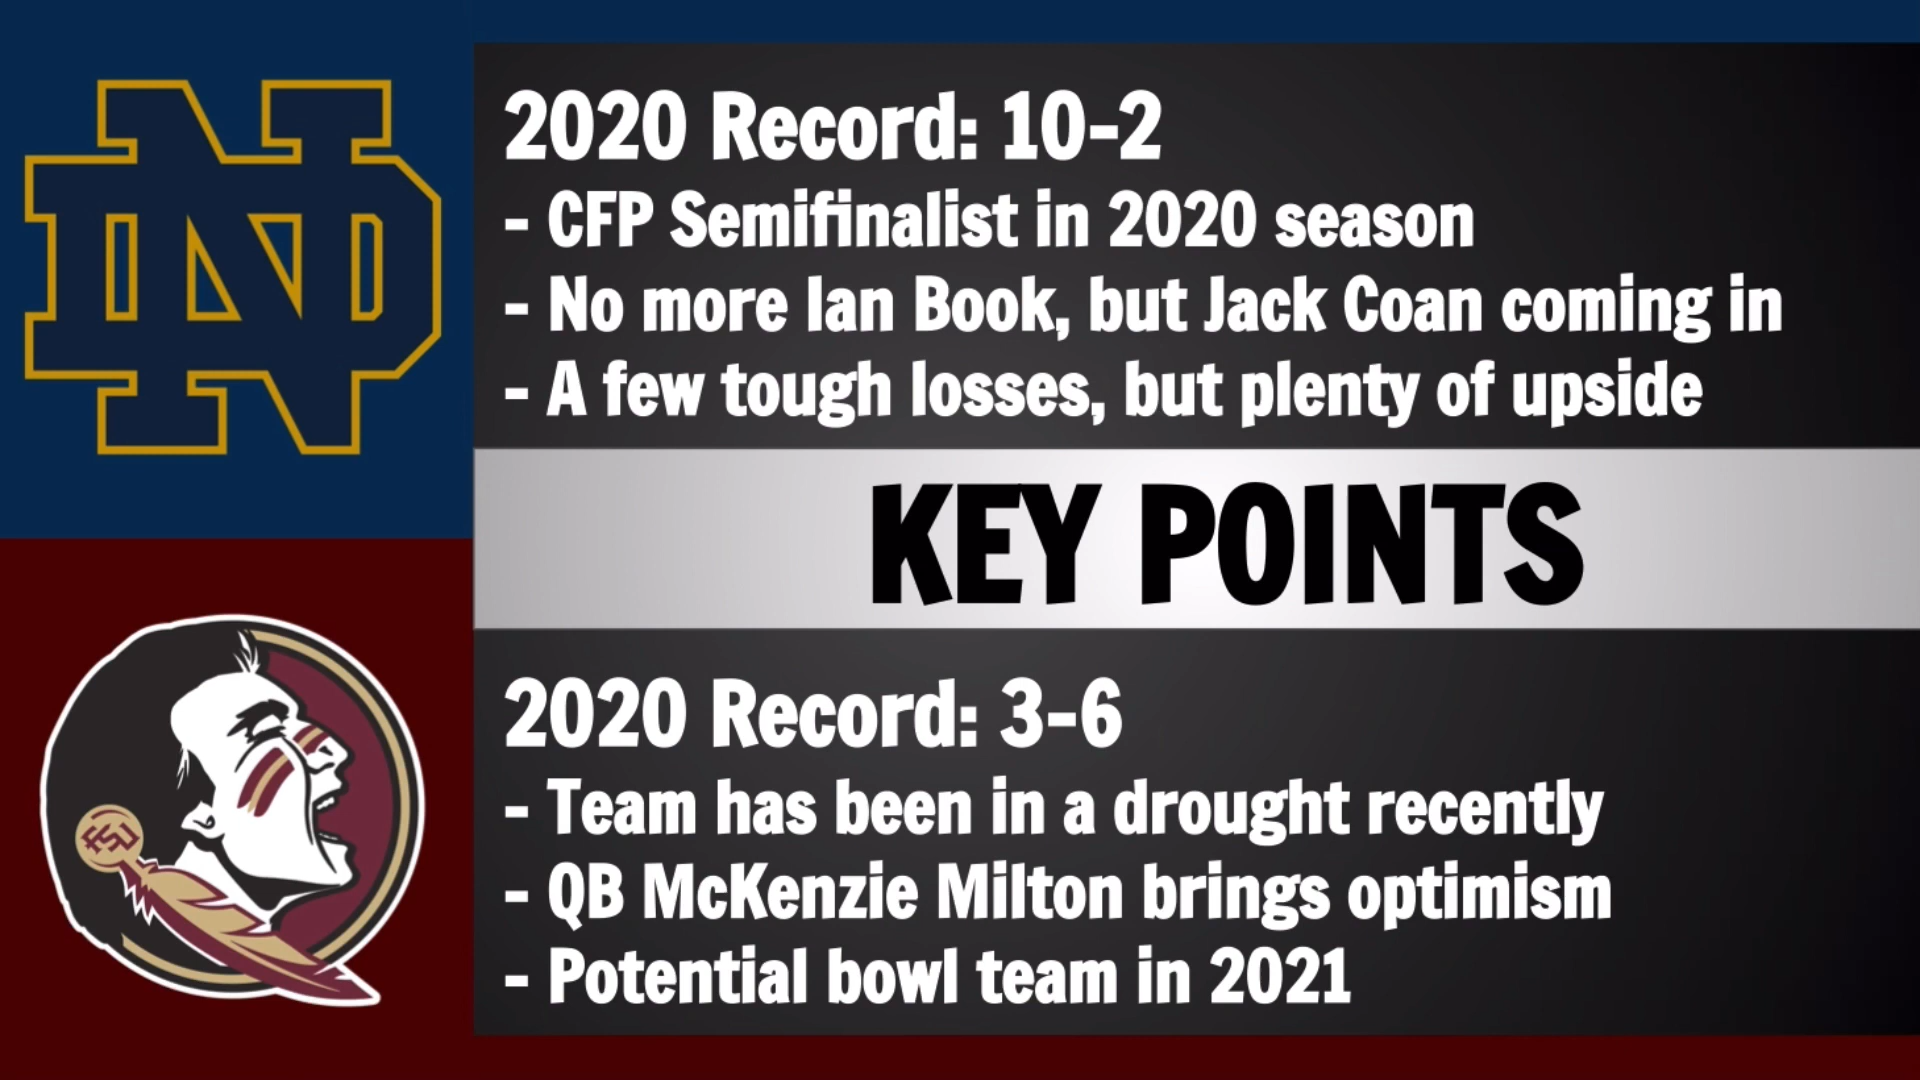 2020 Record: 10-2
- CFP Semifinalist in 2020 season
- No more Ian Book, but Jack Coan coming in
- A few tough losses, but plenty of upside
KEY POINTS
2020 Record: 3-6
- Team has been in a drought recently
- QB McKenzie Milton brings optimism
- Potential bowl team in 2021
ND
FSU